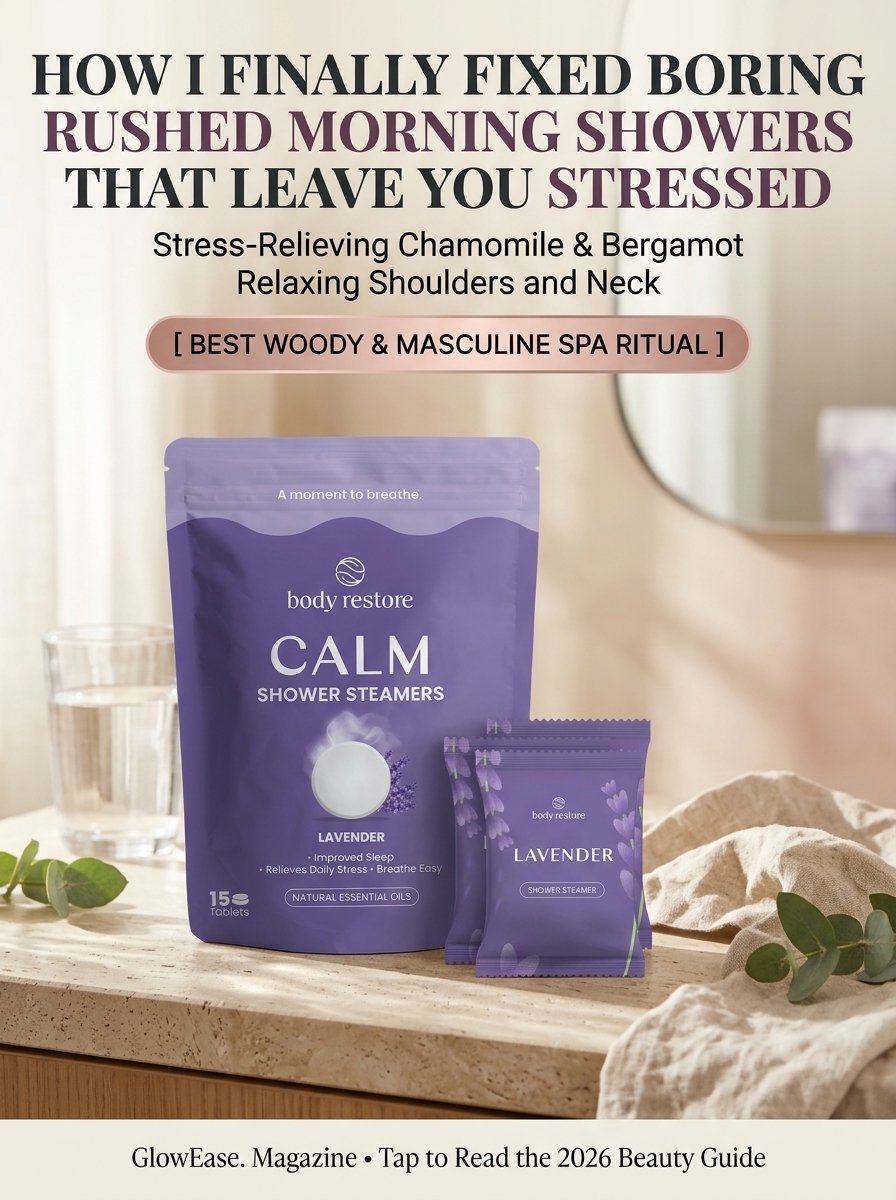 HOW I FINALLY FIXED BORING
RUSHED MORNING SHOWERS
THAT LEAVE YOU STRESSED
Stress-Relieving Chamomile & Bergamot
Relaxing Shoulders and Neck
[ BEST WOODY & MASCULINE SPA RITUAL ]
A moment to breathe.
body restore
CALM
SHOWER STEAMERS
LAVENDER
• Improved Sleep
• Relieves Daily Stress • Breathe Easy
NATURAL ESSENTIAL OILS
15
Tablets
body restore
LAVENDER
SHOWER STEAMER
GlowEase. Magazine • Tap to Read the 2026 Beauty Guide